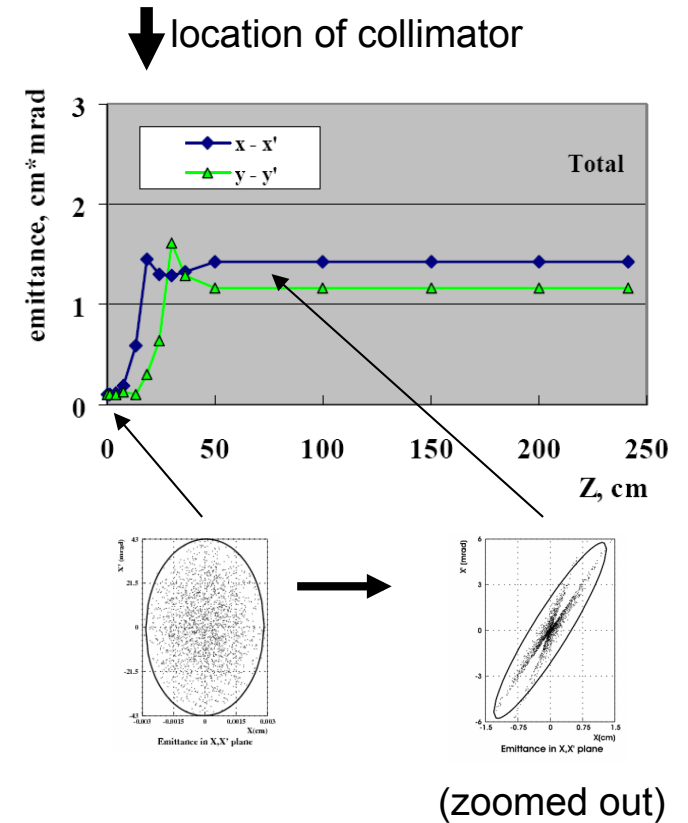 location of collimator
3
2
1
0
emittance, cm*mrad
x - x'
y - y'
Total
0 50 100 150 200 250
Z, cm
X' (mrad)
43
21.5
0
-21.5
-43
-0.003 -0.0015 0 0.0015 0.003
X(cm)
Emittance in X,X' plane
X' (mrad)
6
3
0
-3
-6
-1.5 -0.75 0 0.75 1.5
X(cm)
Emittance in X,X' plane
(zoomed out)